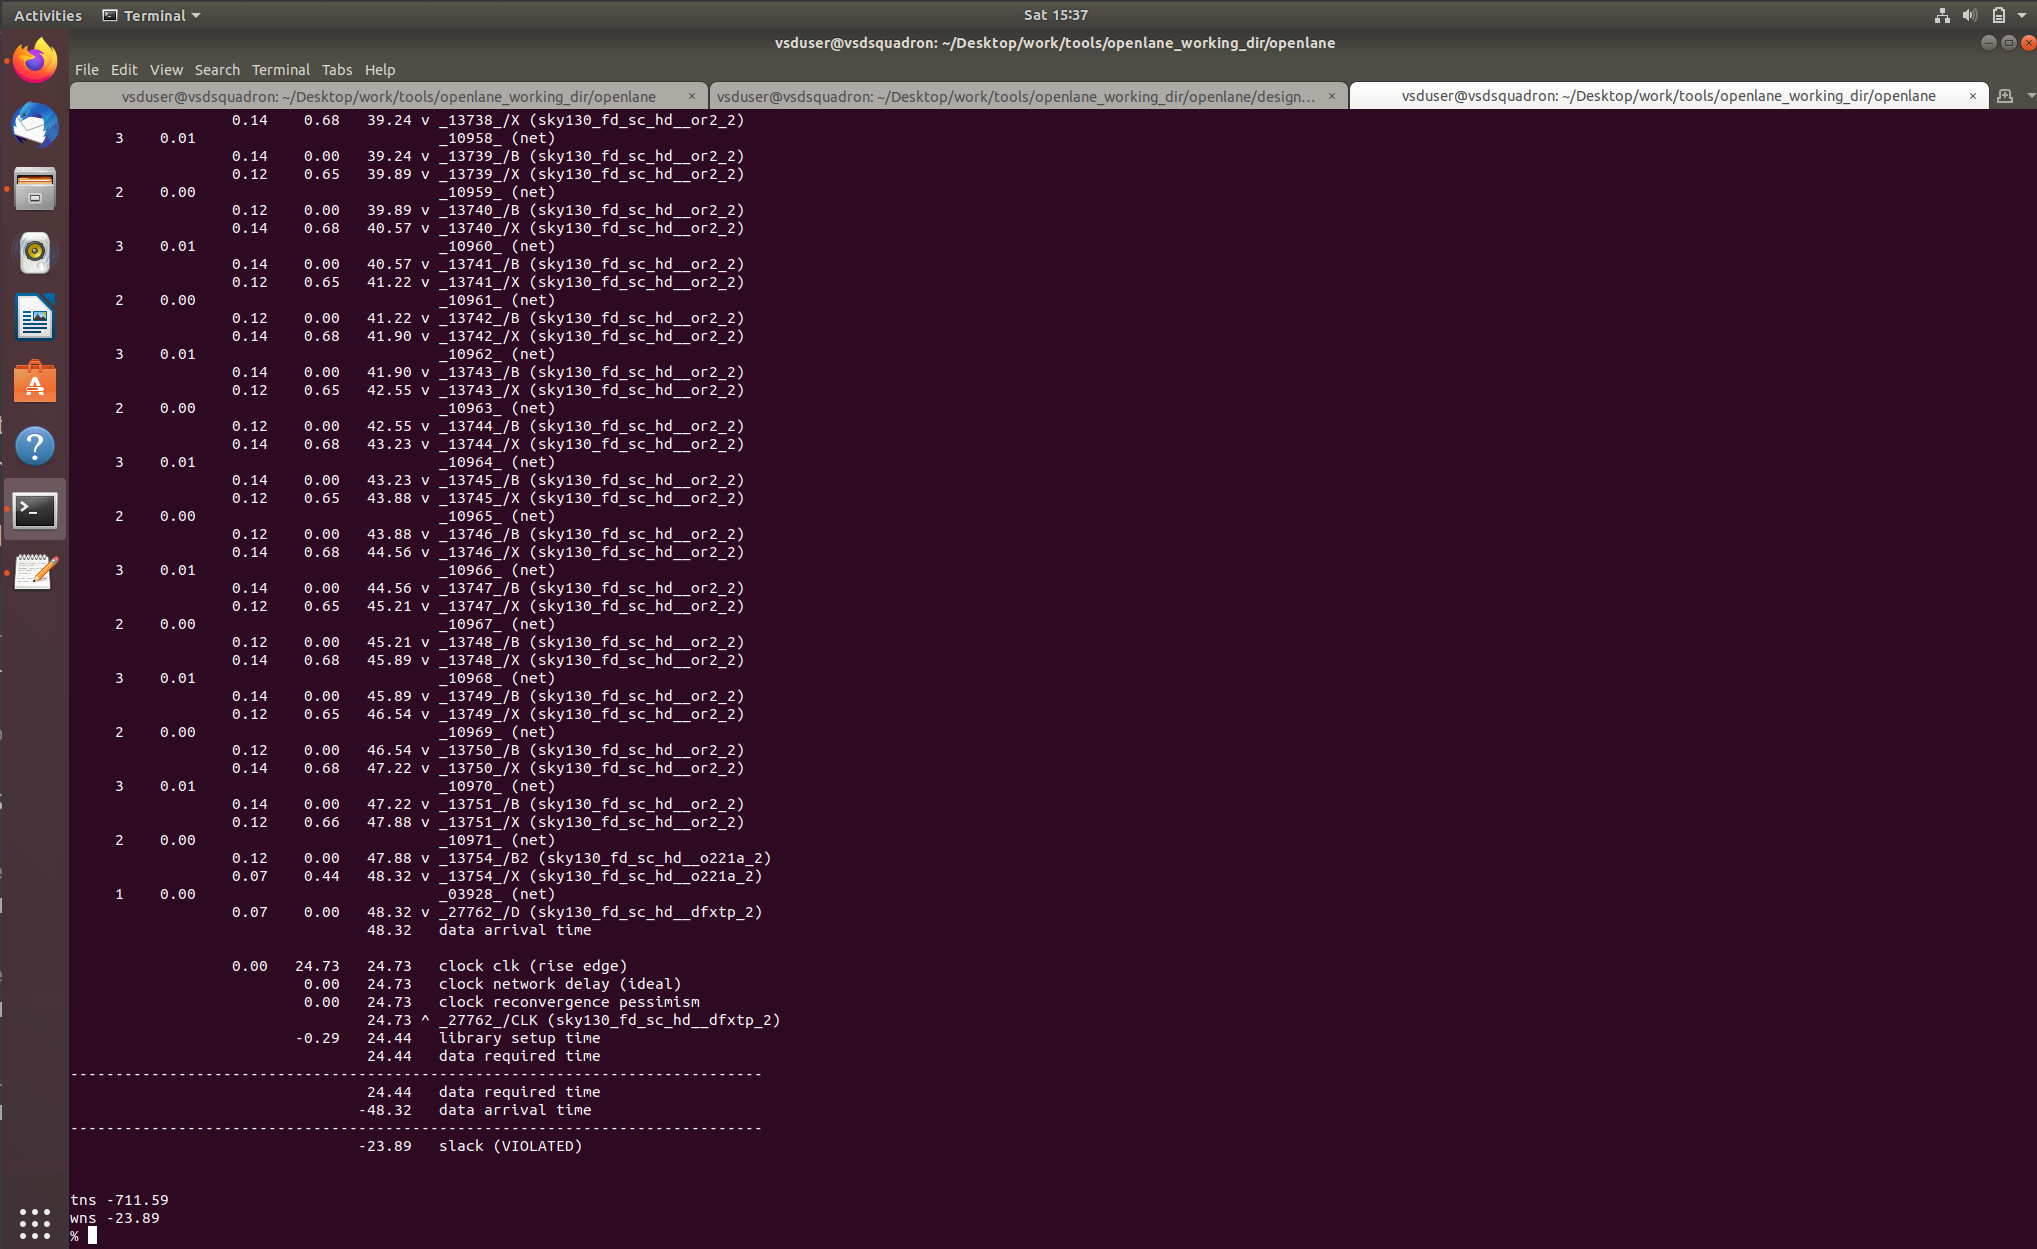 Activities Terminal Sat 15:37
vsduser@vsdsquadron: ~/Desktop/work/tools/openlane_working_dir/openlane
File Edit View Search Terminal Tabs Help
vsduser@vsdsquadron: ~/Desktop/work/tools/openlane_working_dir/openlane × vsduser@vsdsquadron: ~/Desktop/work/tools/openlane_working_dir/openlane/design... × vsduser@vsdsquadron: ~/Desktop/work/tools/openlane_working_dir/openlane ×
0.14 0.68 39.24 v _13738_/X (sky130_fd_sc_hd__or2_2)
3 0.01 _10958_ (net)
0.14 0.00 39.24 v _13739_/B (sky130_fd_sc_hd__or2_2)
0.12 0.65 39.89 v _13739_/X (sky130_fd_sc_hd__or2_2)
2 0.00 _10959_ (net)
0.12 0.00 39.89 v _13740_/B (sky130_fd_sc_hd__or2_2)
0.14 0.68 40.57 v _13740_/X (sky130_fd_sc_hd__or2_2)
3 0.01 _10960_ (net)
0.14 0.00 40.57 v _13741_/B (sky130_fd_sc_hd__or2_2)
0.12 0.65 41.22 v _13741_/X (sky130_fd_sc_hd__or2_2)
2 0.00 _10961_ (net)
0.12 0.00 41.22 v _13742_/B (sky130_fd_sc_hd__or2_2)
0.14 0.68 41.90 v _13742_/X (sky130_fd_sc_hd__or2_2)
3 0.01 _10962_ (net)
0.14 0.00 41.90 v _13743_/B (sky130_fd_sc_hd__or2_2)
0.12 0.65 42.55 v _13743_/X (sky130_fd_sc_hd__or2_2)
2 0.00 _10963_ (net)
0.12 0.00 42.55 v _13744_/B (sky130_fd_sc_hd__or2_2)
0.14 0.68 43.23 v _13744_/X (sky130_fd_sc_hd__or2_2)
3 0.01 _10964_ (net)
0.14 0.00 43.23 v _13745_/B (sky130_fd_sc_hd__or2_2)
0.12 0.65 43.88 v _13745_/X (sky130_fd_sc_hd__or2_2)
2 0.00 _10965_ (net)
0.12 0.00 43.88 v _13746_/B (sky130_fd_sc_hd__or2_2)
0.14 0.68 44.56 v _13746_/X (sky130_fd_sc_hd__or2_2)
3 0.01 _10966_ (net)
0.14 0.00 44.56 v _13747_/B (sky130_fd_sc_hd__or2_2)
0.12 0.65 45.21 v _13747_/X (sky130_fd_sc_hd__or2_2)
2 0.00 _10967_ (net)
0.12 0.00 45.21 v _13748_/B (sky130_fd_sc_hd__or2_2)
0.14 0.68 45.89 v _13748_/X (sky130_fd_sc_hd__or2_2)
3 0.01 _10968_ (net)
0.14 0.00 45.89 v _13749_/B (sky130_fd_sc_hd__or2_2)
0.12 0.65 46.54 v _13749_/X (sky130_fd_sc_hd__or2_2)
2 0.00 _10969_ (net)
0.12 0.00 46.54 v _13750_/B (sky130_fd_sc_hd__or2_2)
0.14 0.68 47.22 v _13750_/X (sky130_fd_sc_hd__or2_2)
3 0.01 _10970_ (net)
0.14 0.00 47.22 v _13751_/B (sky130_fd_sc_hd__or2_2)
0.12 0.66 47.88 v _13751_/X (sky130_fd_sc_hd__or2_2)
2 0.00 _10971_ (net)
0.12 0.00 47.88 v _13754_/B2 (sky130_fd_sc_hd__o221a_2)
0.07 0.44 48.32 v _13754_/X (sky130_fd_sc_hd__o221a_2)
1 0.00 _03928_ (net)
0.07 0.00 48.32 v _27762_/D (sky130_fd_sc_hd__dfxtp_2)
48.32 data arrival time
0.00 24.73 24.73 clock clk (rise edge)
0.00 24.73 clock network delay (ideal)
0.00 24.73 clock reconvergence pessimism
24.73 ^ _27762_/CLK (sky130_fd_sc_hd__dfxtp_2)
-0.29 24.44 library setup time
24.44 data required time
-----------------------------------------------------------------------------
24.44 data required time
-48.32 data arrival time
-----------------------------------------------------------------------------
-23.89 slack (VIOLATED)
tns -711.59
wns -23.89
%